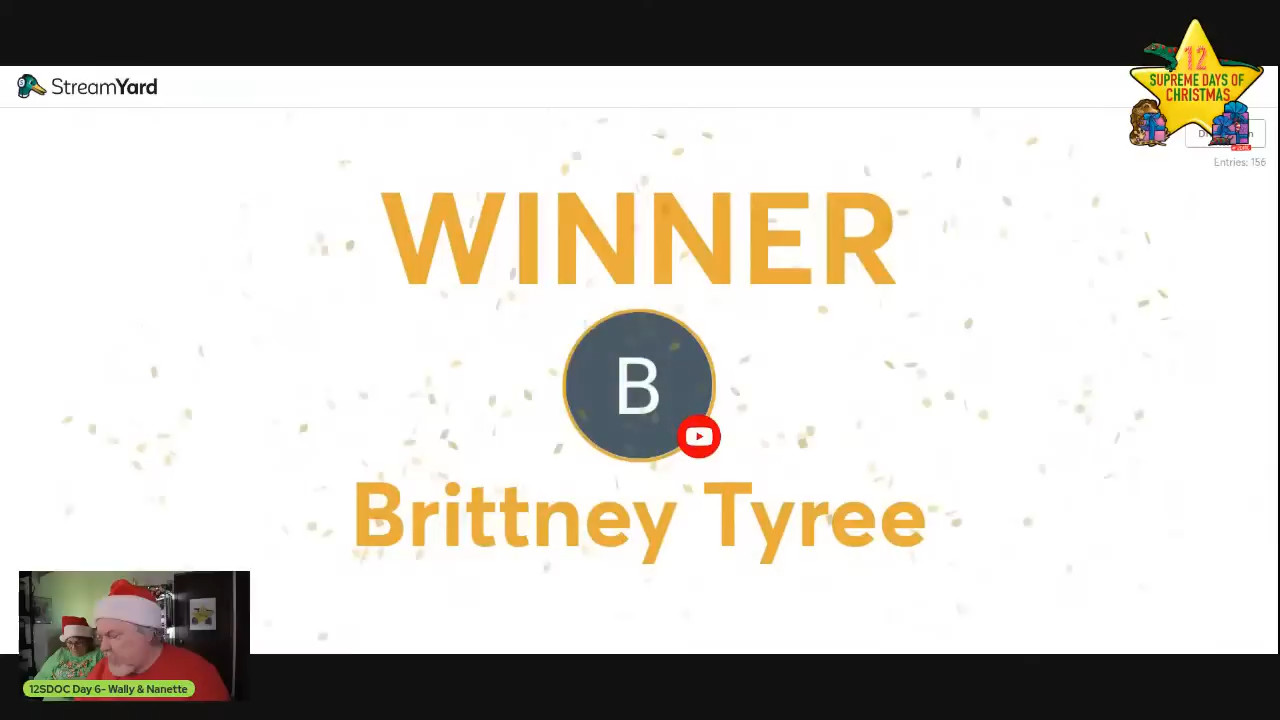 StreamYard
12
SUPREME DAYS OF
CHRISTMAS
Entries: 156
WINNER
B
Brittney Tyree
12SDOC Day 6- Wally & Nanette